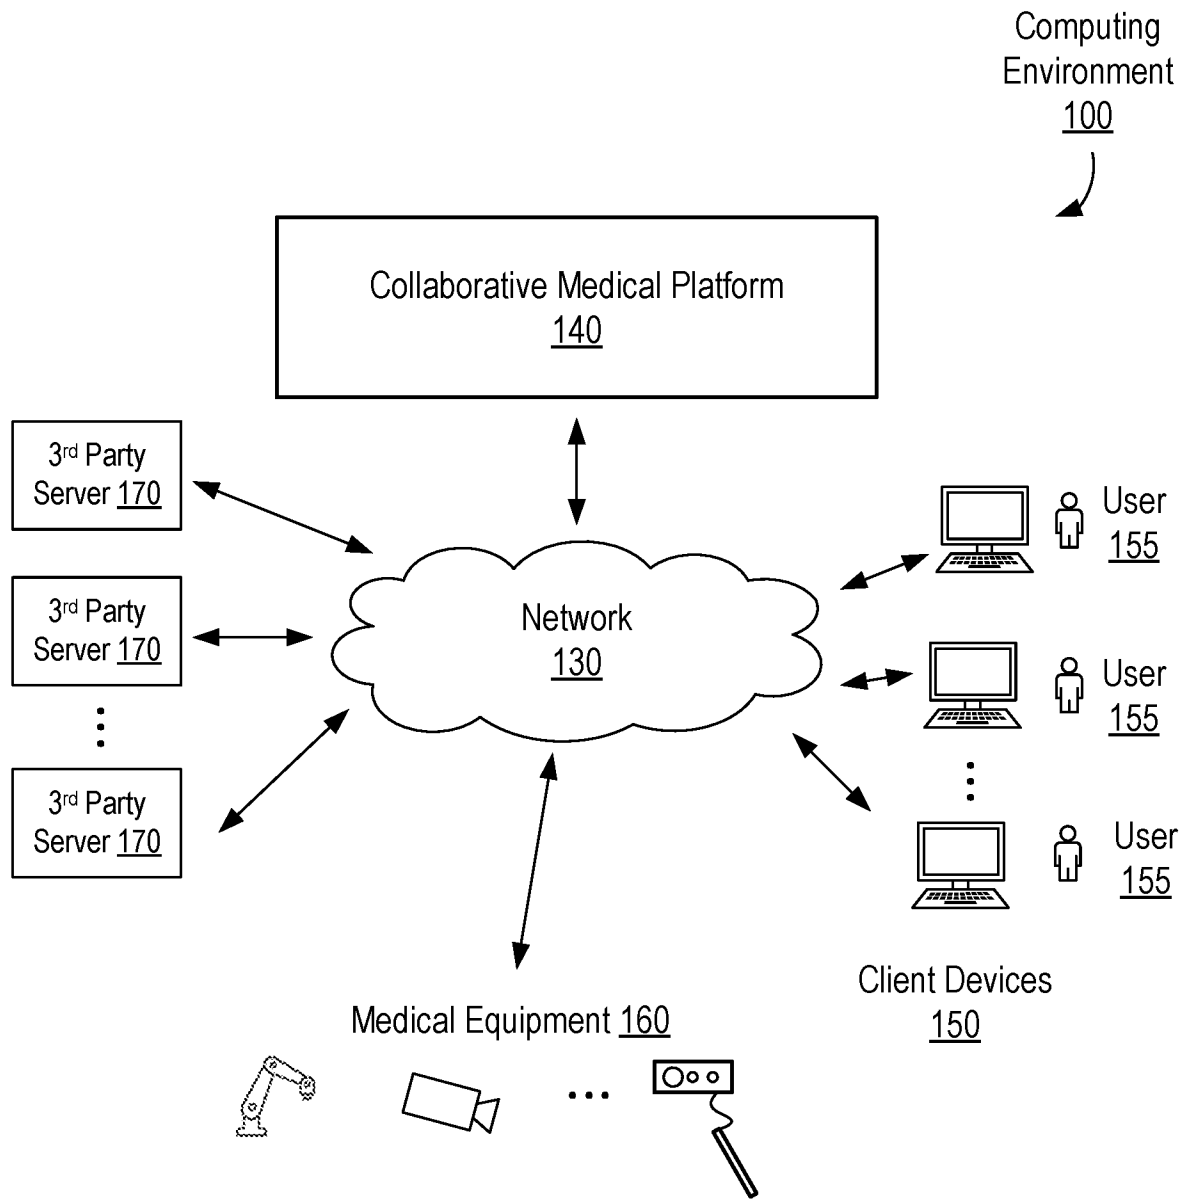 Computing
Environment
100
Collaborative Medical Platform
140
3rd Party
Server 170
3rd Party
Server 170
3rd Party
Server 170
Network
130
User
155
User
155
User
155
Client Devices
150
Medical Equipment 160